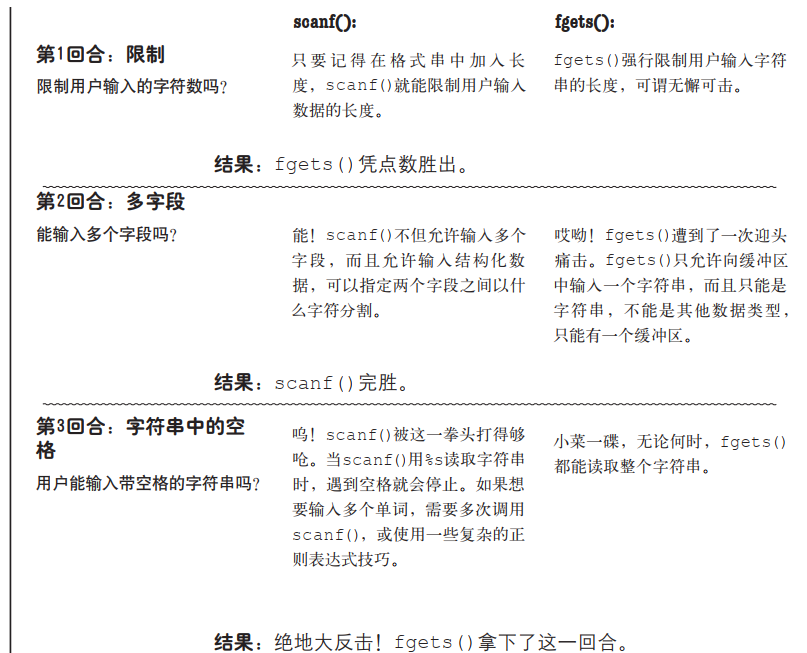 scanf():
fgets():
第1回合：限制
限制用户输入的字符数吗？
只要记得在格式串中加入长
度，scanf()就能限制用户输入
数据的长度。
fgets()强行限制用户输入字符
串的长度，可谓无懈可击。
结果：fgets()凭点数胜出。
第2回合：多字段
能输入多个字段吗？
能！scanf()不但允许输入多个
字段，而且允许输入结构化数
据，可以指定两个字段之间以什
么字符分割。
哎呦！fgets()遭到了一次迎头
痛击。fgets()只允许向缓冲区
中输入一个字符串，而且只能是
字符串，不能是其他数据类型，
只能有一个缓冲区。
结果：scanf()完胜。
第3回合：字符串中的空
格
用户能输入带空格的字符串吗？
呜！scanf()被这一拳头打得够
呛。当scanf()用%s读取字符串
时，遇到空格就会停止。如果想
要输入多个单词，需要多次调用
scanf()，或使用一些复杂的正
则表达式技巧。
小菜一碟，无论何时，fgets()
都能读取整个字符串。
结果：绝地大反击！fgets()拿下了这一回合。